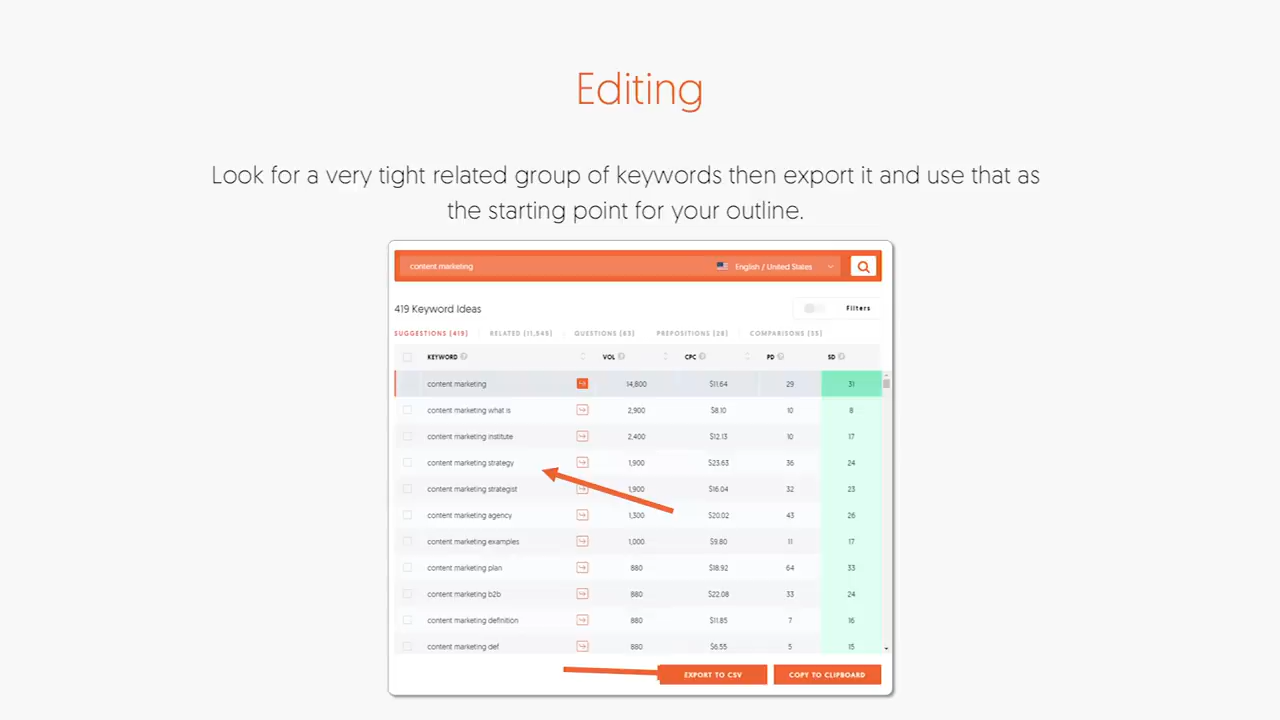 Editing
Look for a very tight related group of keywords then export it and use that as
the starting point for your outline.
content marketing English / United States
419 Keyword Ideas Filters
SUGGESTIONS (419) RELATED (11,545) QUESTIONS (63) PREPOSITIONS (28) COMPARISONS (55)
KEYWORD VOL CPC PD SD
content marketing 14,800 $11.64 29 31
content marketing what is 2,900 $8.10 10 8
content marketing institute 2,400 $12.13 10 17
content marketing strategy 1,900 $23.63 36 24
content marketing strategist 1,900 $16.04 32 23
content marketing agency 1,300 $20.02 43 26
content marketing examples 1,000 $9.80 11 17
content marketing plan 880 $18.92 64 33
content marketing b2b 880 $22.08 33 24
content marketing definition 880 $11.85 7 16
content marketing def 880 $6.55 5 15
EXPORT TO CSV COPY TO CLIPBOARD